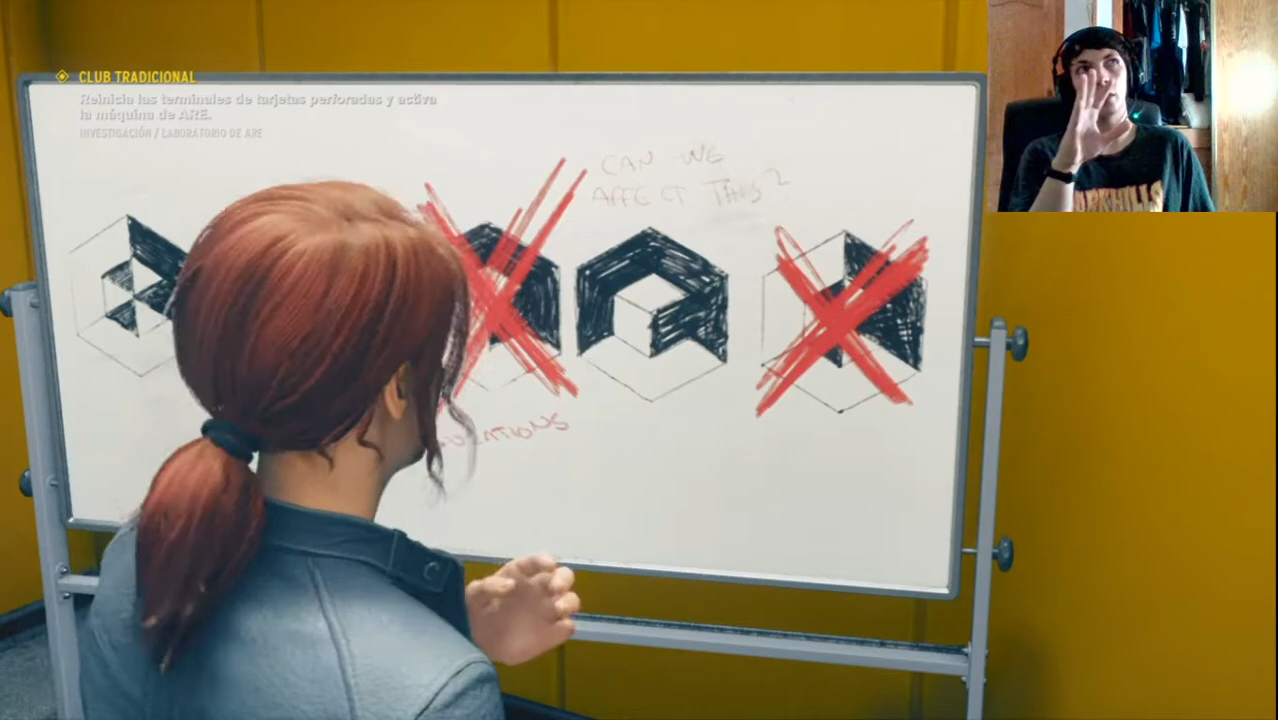 CLUB TRADICIONAL
Reinicia las terminales de tarjetas perforadas y activa
la máquina de ARE.
INVESTIGACIÓN / LABORATORIO DE ARE
CAN WE
AFFECT THIS?